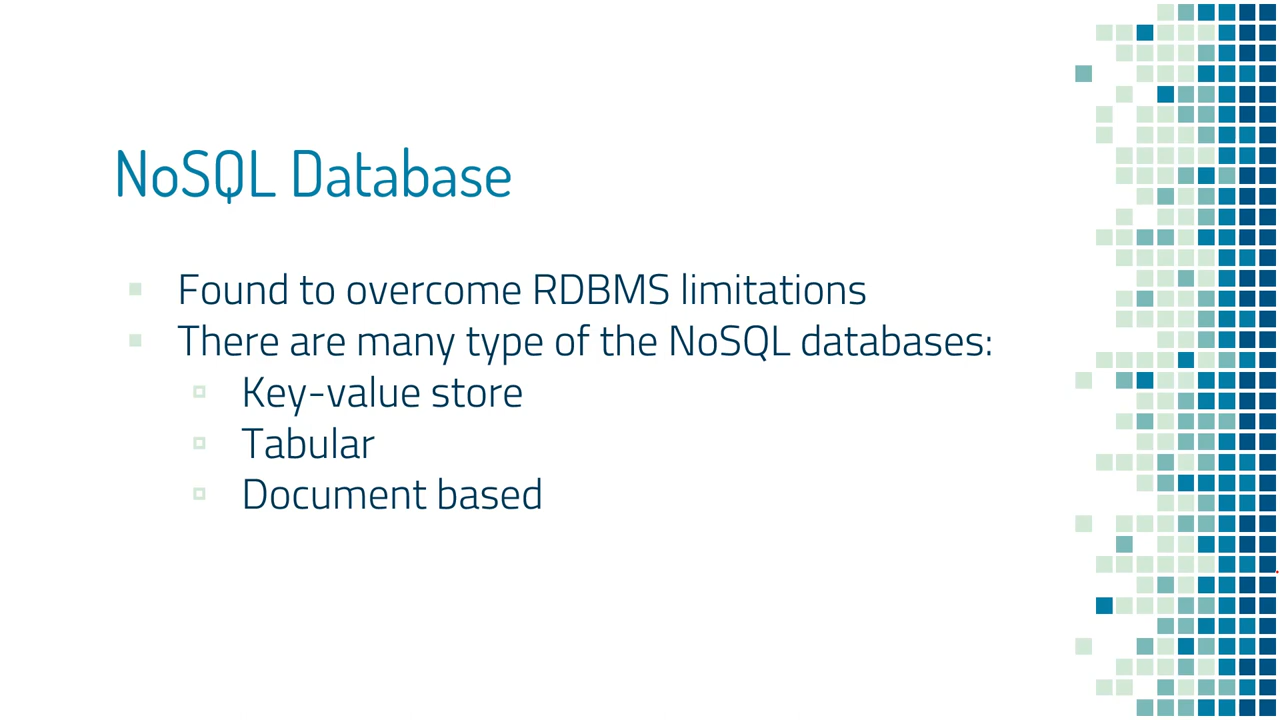 NoSQL Database
Found to overcome RDBMS limitations
There are many type of the NoSQL databases:
Key-value store
Tabular
Document based